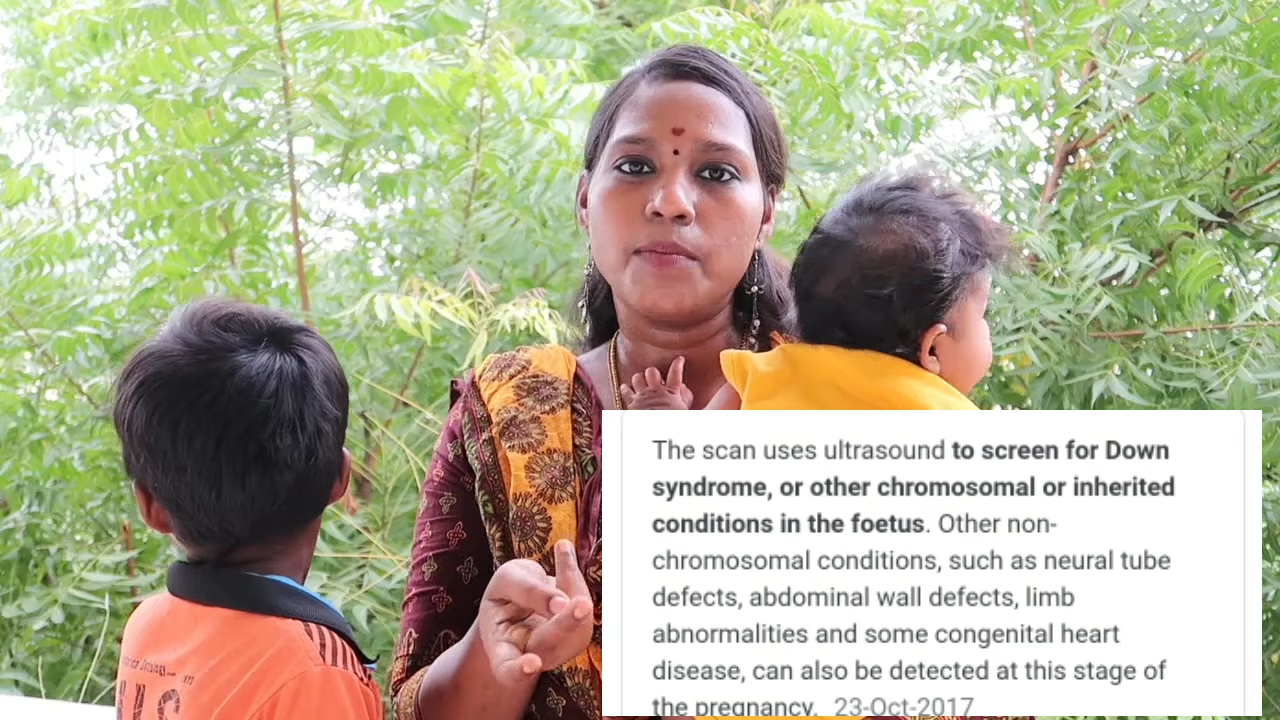 The scan uses ultrasound to screen for Down
syndrome, or other chromosomal or inherited
conditions in the foetus. Other non-
chromosomal conditions, such as neural tube
defects, abdominal wall defects, limb
abnormalities and some congenital heart
disease, can also be detected at this stage of
the pregnancy. 23-Oct-2017